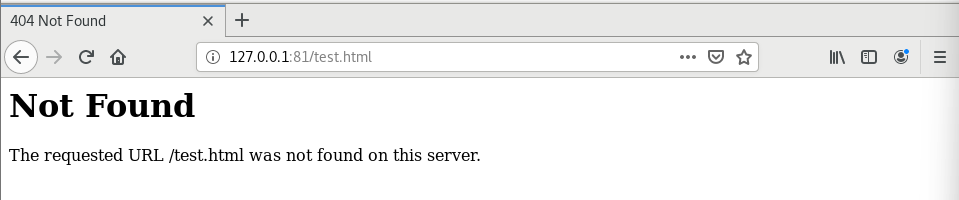 404 Not Found
127.0.0.1:81/test.html
Not Found
The requested URL /test.html was not found on this server.